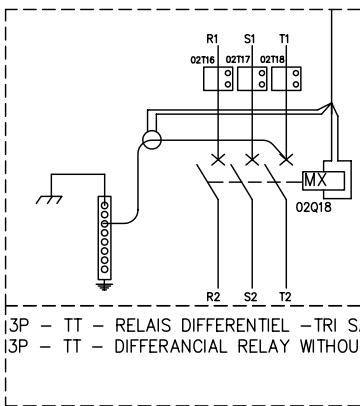 R1 S1 T1
02T16 02T17 02T18
MX
02Q18
R2 S2 T2
3P - TT - RELAIS DIFFERENTIEL -TRI
3P - TT - DIFFERANCIAL RELAY